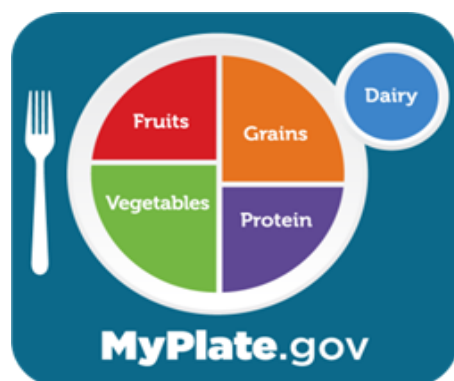 Dairy
Fruits
Grains
Vegetables
Protein
MyPlate.gov